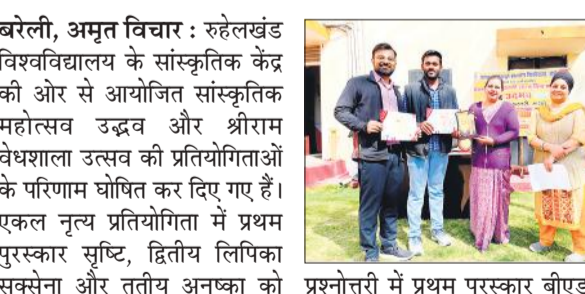 बरेली, अमृत विचार : रुहेलखंड
विश्वविद्यालय के सांस्कृतिक केंद्र
की ओर से आयोजित सांस्कृतिक
महोत्सव उद्भव और श्रीराम
वेधशाला उत्सव की प्रतियोगिताओं
के परिणाम घोषित कर दिए गए हैं।
एकल नृत्य प्रतियोगिता में प्रथम
पुरस्कार सृष्टि, द्वितीय लिपिका
सक्सेना और तृतीय अनुष्का को
प्रश्नोत्तरी में प्रथम पुरस्कार बीएड